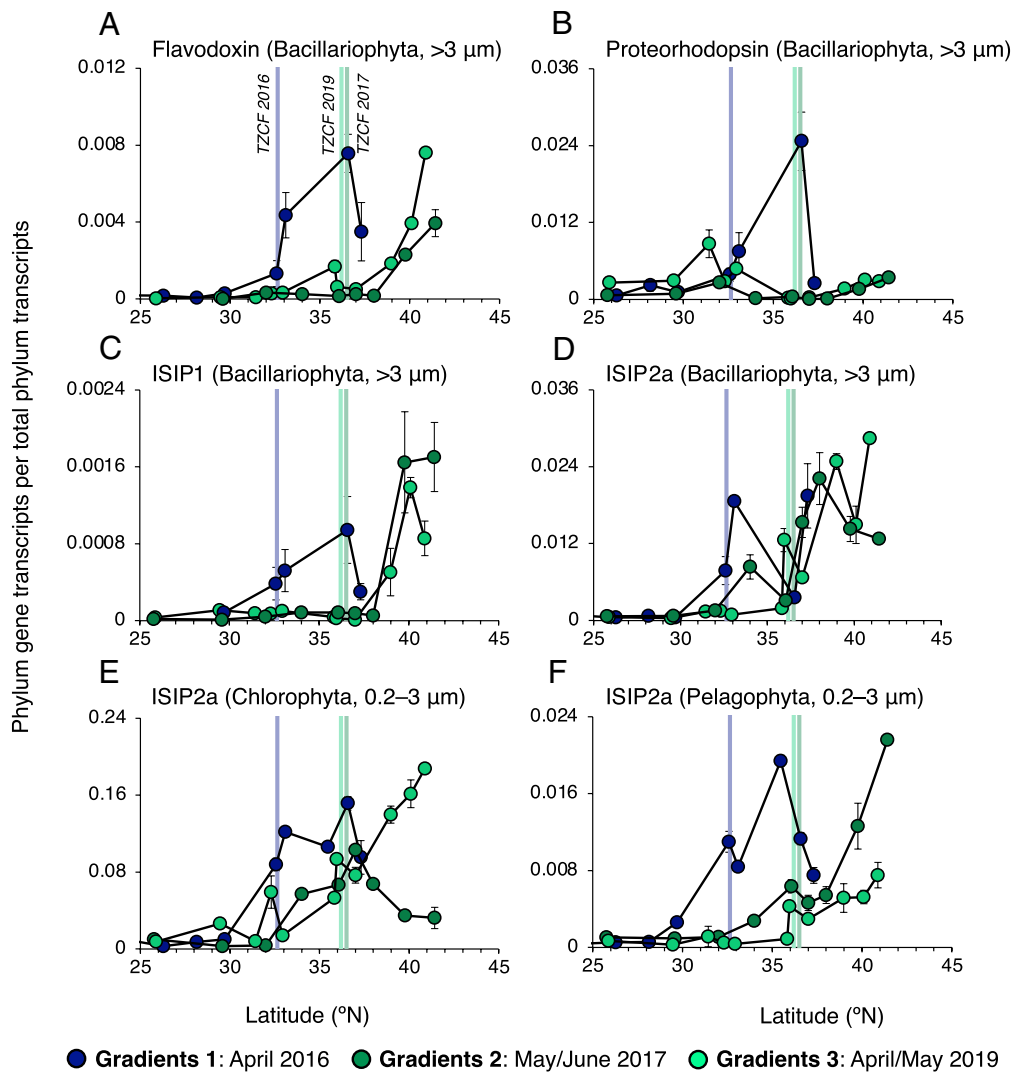 A
Flavodoxin (Bacillariophyta, >3 µm)
0.012
0.008
0.004
0
TZCF 2016
TZCF 2019
TZCF 2017
25 30 35 40 45
B
Proteorhodopsin (Bacillariophyta, >3 µm)
0.036
0.024
0.012
0
25 30 35 40 45
C
ISIP1 (Bacillariophyta, >3 µm)
0.0024
0.0016
0.0008
0
25 30 35 40 45
D
ISIP2a (Bacillariophyta, >3 µm)
0.036
0.024
0.012
0
25 30 35 40 45
E
ISIP2a (Chlorophyta, 0.2–3 µm)
0.24
0.16
0.08
0
25 30 35 40 45
F
ISIP2a (Pelagophyta, 0.2–3 µm)
0.024
0.016
0.008
0
25 30 35 40 45
Phylum gene transcripts per total phylum transcripts
Latitude (ºN)
Latitude (ºN)
Gradients 1: April 2016 Gradients 2: May/June 2017 Gradients 3: April/May 2019